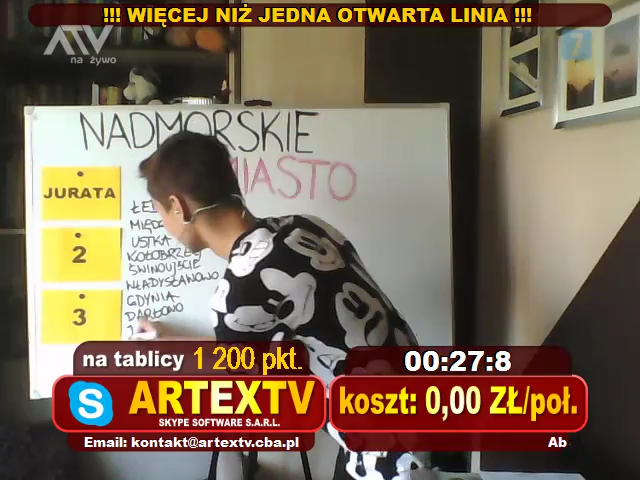 !!! WIĘCEJ NIŻ JEDNA OTWARTA LINIA !!!
ATV
na żywo
7
NADMORSKIE
MIASTO
JURATA
2
3
USTKA
KOŁOBRZEG
ŚWINOUJŚCIE
WŁADYSŁAWOWO
GDYNIA
DARŁOWO
na tablicy 1 200 pkt.
00:27:8
S ARTEXTV
SKYPE SOFTWARE S.A.R.L.
koszt: 0,00 ZŁ/poł.
Email: kontakt@artextv.cba.pl
Ab